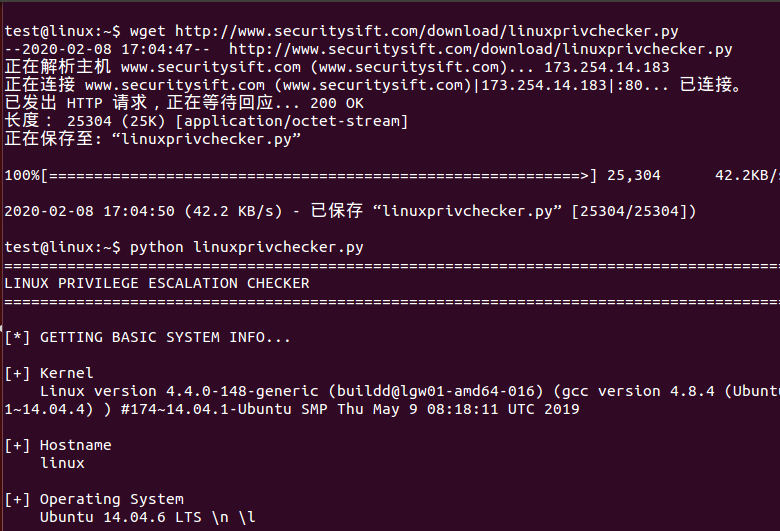 test@linux:~$ wget http://www.securitysift.com/download/linuxprivchecker.py
--2020-02-08 17:04:47--  http://www.securitysift.com/download/linuxprivchecker.py
正在解析主机 www.securitysift.com (www.securitysift.com)... 173.254.14.183
正在连接 www.securitysift.com (www.securitysift.com)|173.254.14.183|:80... 已连接。
已发出 HTTP 请求，正在等待回应... 200 OK
长度： 25304 (25K) [application/octet-stream]
正在保存至: “linuxprivchecker.py”
100%[===========================================================>] 25,304      42.2KB/s
2020-02-08 17:04:50 (42.2 KB/s) - 已保存 “linuxprivchecker.py” [25304/25304])
test@linux:~$ python linuxprivchecker.py
=======================================================================================
LINUX PRIVILEGE ESCALATION CHECKER
=======================================================================================
[*] GETTING BASIC SYSTEM INFO...
[+] Kernel
    Linux version 4.4.0-148-generic (buildd@lgw01-amd64-016) (gcc version 4.8.4 (Ubuntu
1~14.04.4) ) #174~14.04.1-Ubuntu SMP Thu May 9 08:18:11 UTC 2019
[+] Hostname
    linux
[+] Operating System
    Ubuntu 14.04.6 LTS \n \l